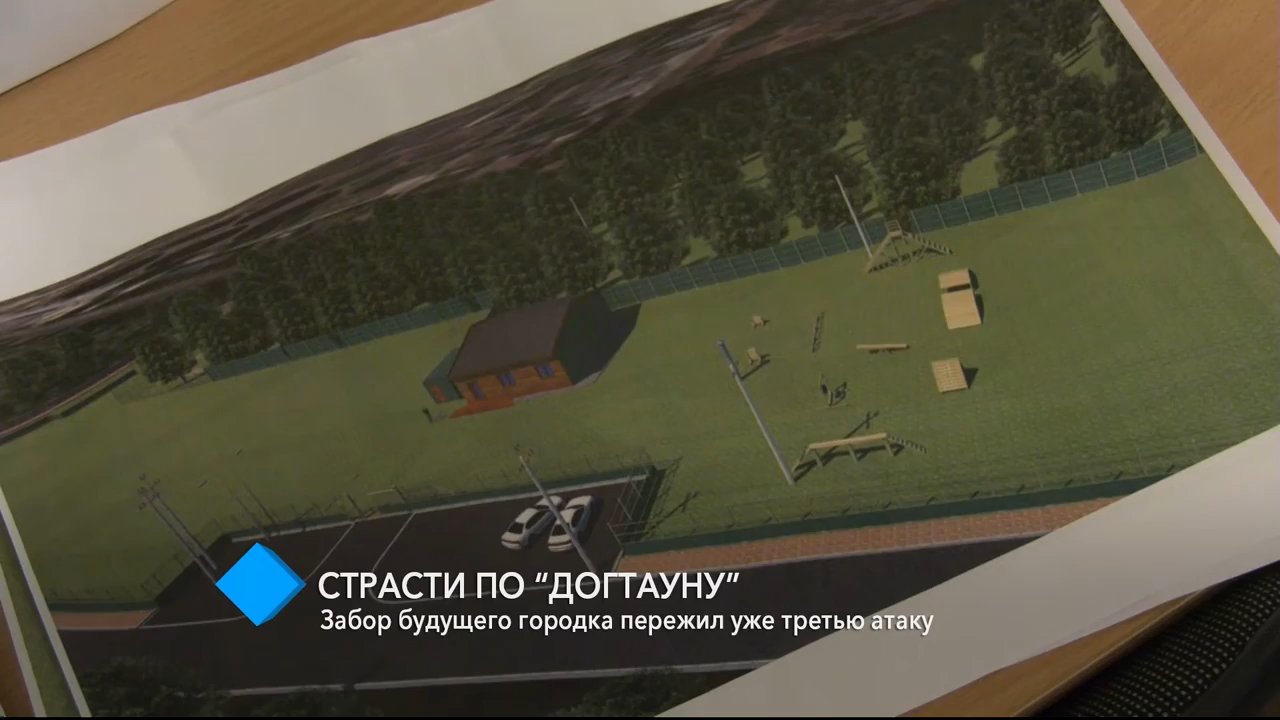 СТРАСТИ ПО “ДОГТАУНУ”
Забор будущего городка пережил уже третью атаку